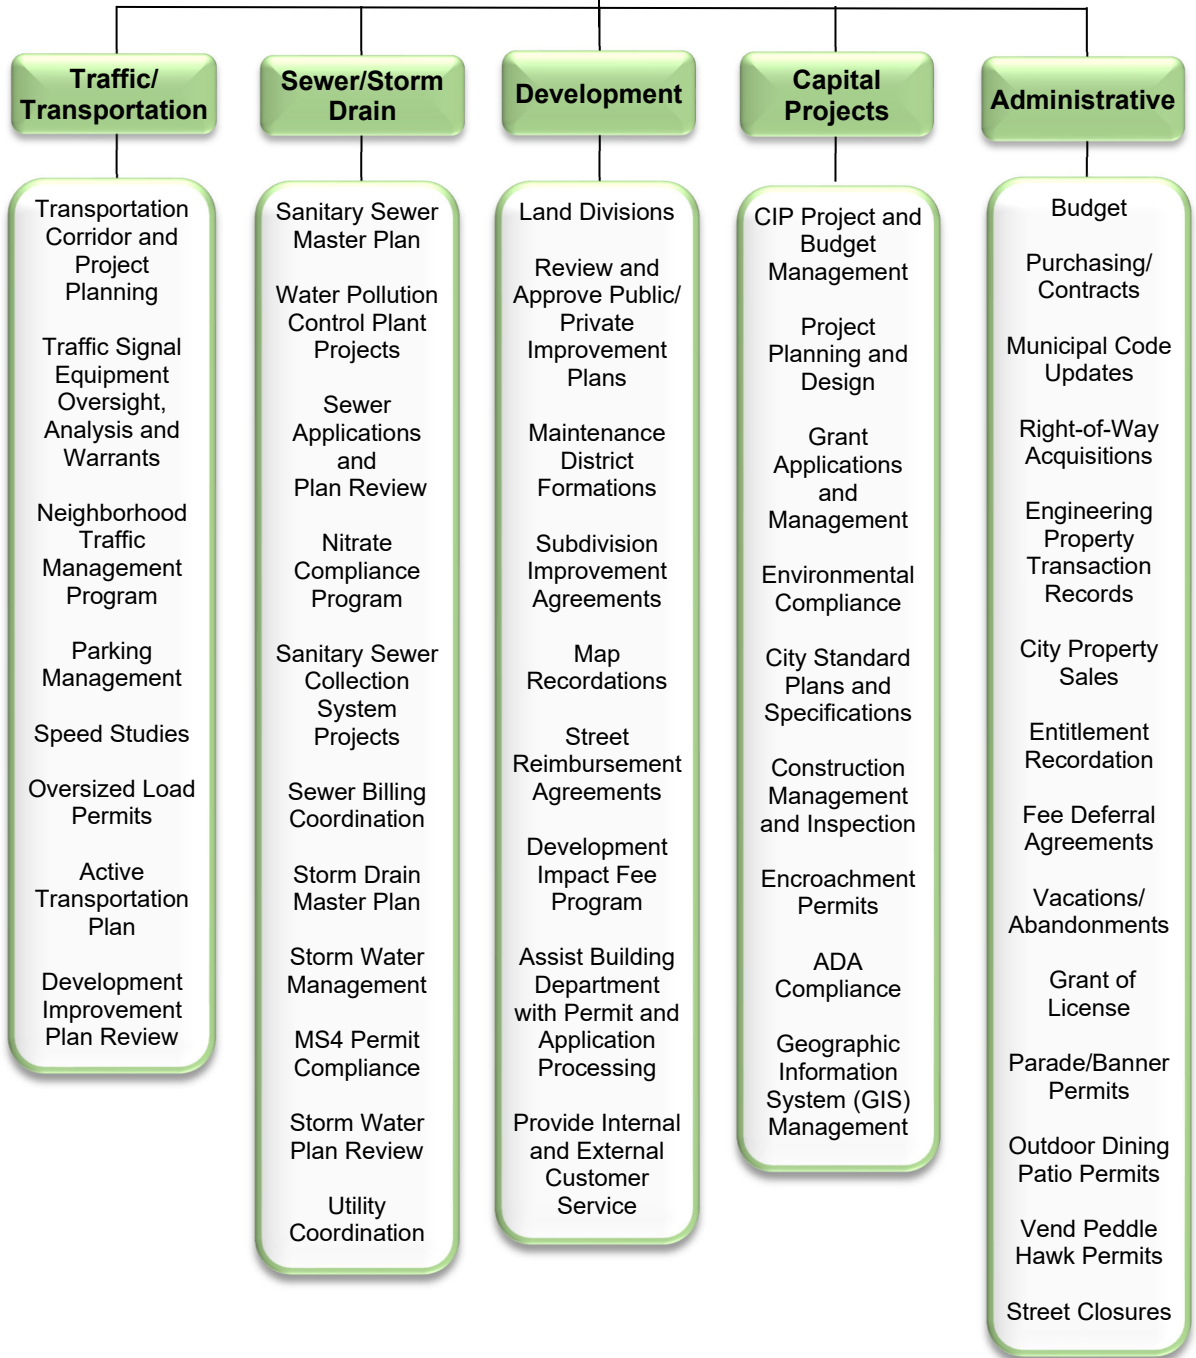 Traffic/
Transportation
Sewer/Storm
Drain
Development
Capital
Projects
Administrative
Transportation
Corridor and
Project
Planning
Traffic Signal
Equipment
Oversight,
Analysis and
Warrants
Neighborhood
Traffic
Management
Program
Parking
Management
Speed Studies
Oversized Load
Permits
Active
Transportation
Plan
Development
Improvement
Plan Review
Sanitary Sewer
Master Plan
Water Pollution
Control Plant
Projects
Sewer
Applications
and
Plan Review
Nitrate
Compliance
Program
Sanitary Sewer
Collection
System
Projects
Sewer Billing
Coordination
Storm Drain
Master Plan
Storm Water
Management
MS4 Permit
Compliance
Storm Water
Plan Review
Utility
Coordination
Land Divisions
Review and
Approve Public/
Private
Improvement
Plans
Maintenance
District
Formations
Subdivision
Improvement
Agreements
Map
Recordations
Street
Reimbursement
Agreements
Development
Impact Fee
Program
Assist Building
Department
with Permit and
Application
Processing
Provide Internal
and External
Customer
Service
CIP Project and
Budget
Management
Project
Planning and
Design
Grant
Applications
and
Management
Environmental
Compliance
City Standard
Plans and
Specifications
Construction
Management
and Inspection
Encroachment
Permits
ADA
Compliance
Geographic
Information
System (GIS)
Management
Budget
Purchasing/
Contracts
Municipal Code
Updates
Right-of-Way
Acquisitions
Engineering
Property
Transaction
Records
City Property
Sales
Entitlement
Recordation
Fee Deferral
Agreements
Vacations/
Abandonments
Grant of
License
Parade/Banner
Permits
Outdoor Dining
Patio Permits
Vend Peddle
Hawk Permits
Street Closures